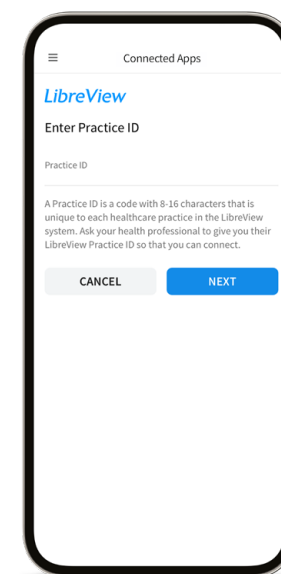 Connected Apps
LibreView
Enter Practice ID
Practice ID
A Practice ID is a code with 8-16 characters that is
unique to each healthcare practice in the LibreView
system. Ask your health professional to give you their
LibreView Practice ID so that you can connect.
CANCEL NEXT